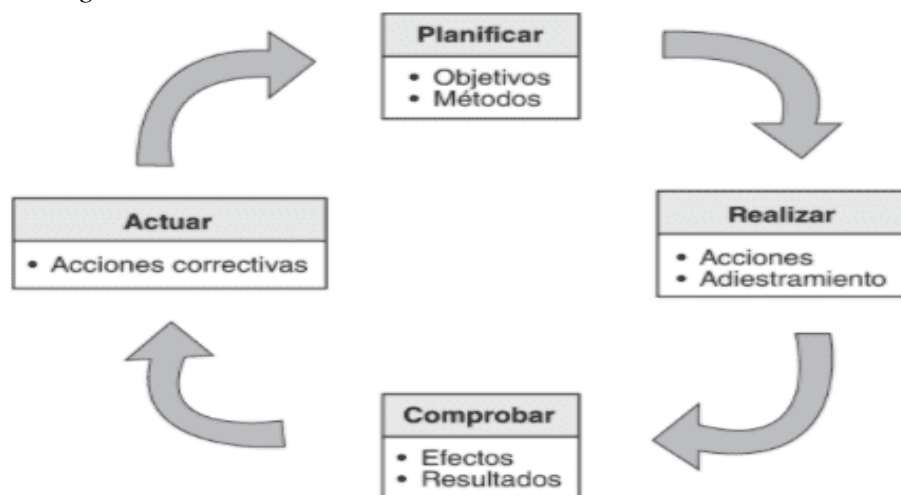 Planificar
• Objetivos
• Métodos
Realizar
• Acciones
• Adiestramiento
Comprobar
• Efectos
• Resultados
Actuar
• Acciones correctivas